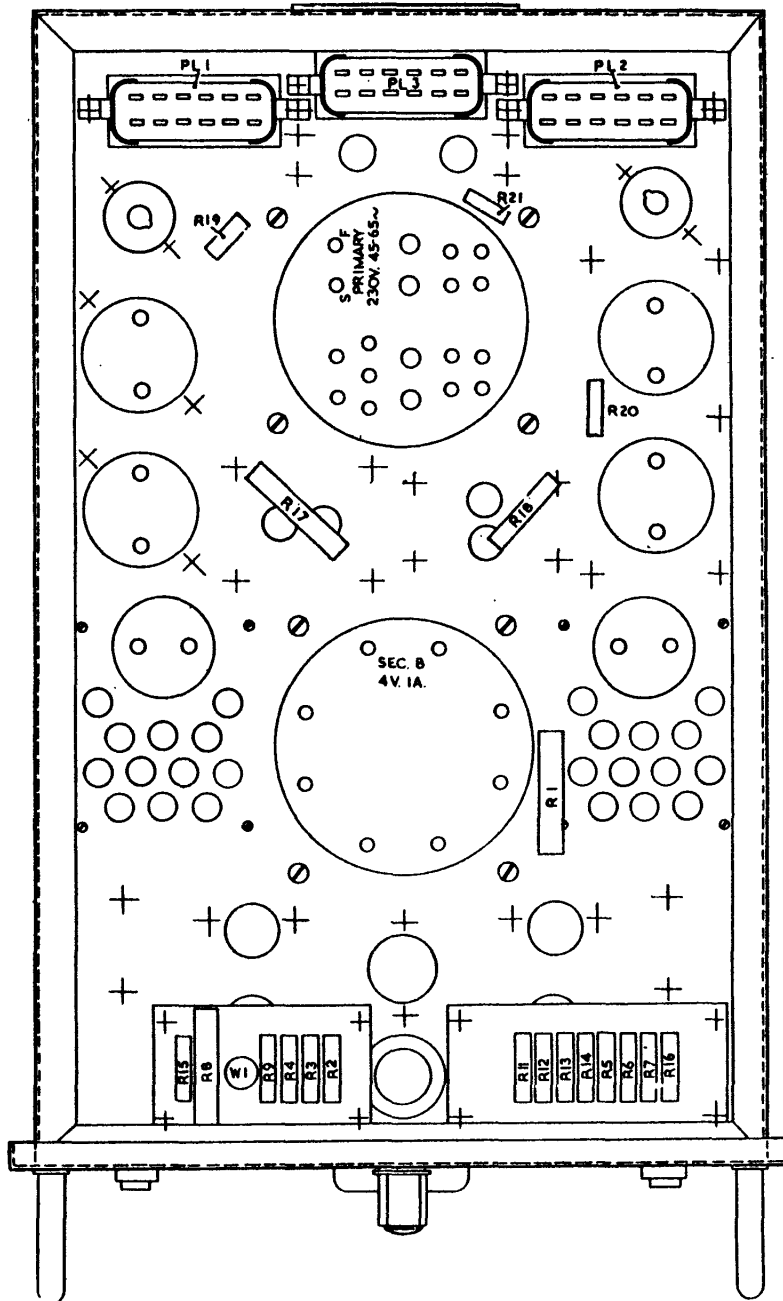 PL1
PL3
PL2
R19
R21
S F
PRIMARY
230V. 45-65~
R20
R17
R18
SEC. B
4V. 1A.
R1
R15
R8
W1
R9
R4
R3
R2
R11
R12
R13
R14
R5
R6
R7
R16